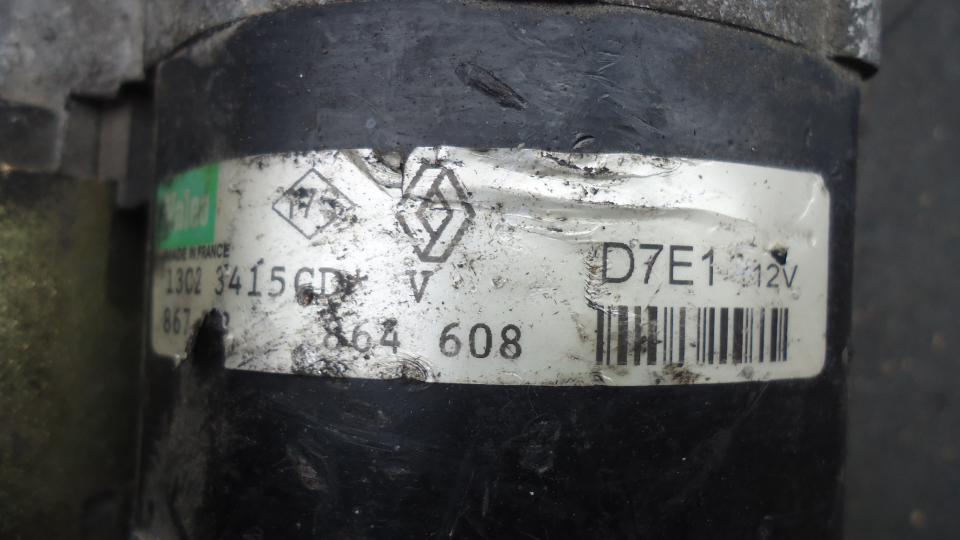 Valeo
MADE IN FRANCE
D7E1 12V
1302 3415CD* V
864 608